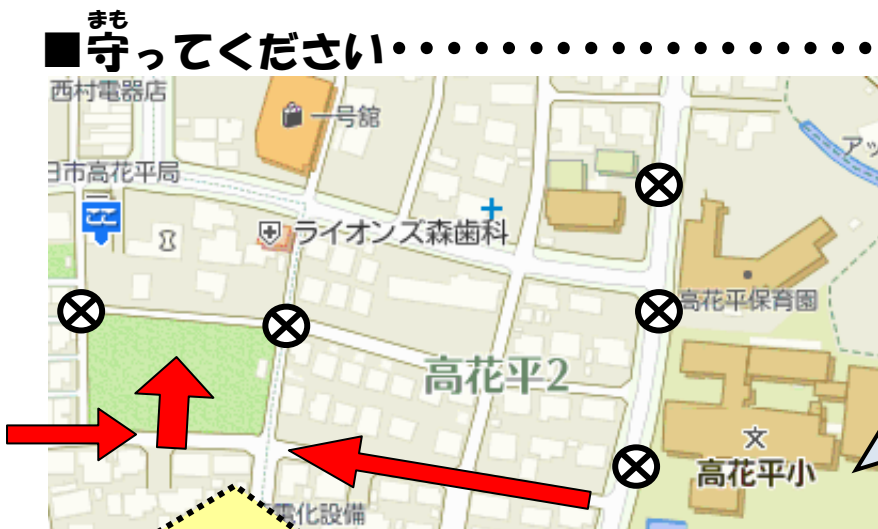 まも
■守ってください・・・・・・・・・・・・・・・・・・
西村電器店
一号舘
日市高花平局
ライオンズ森歯科
アッ
高花平保育園
高花平2
文
高花平小
電化設備